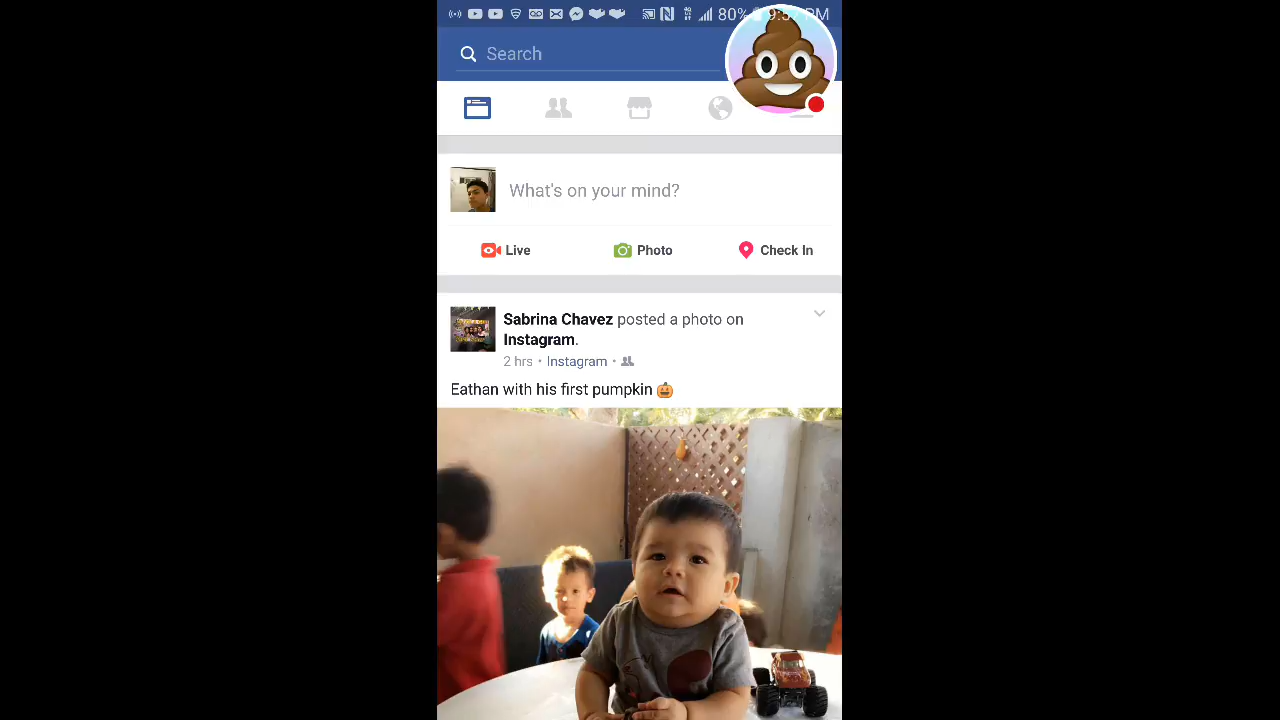 80% PM
Search
What's on your mind?
Live Photo Check In
Sabrina Chavez posted a photo on
Instagram.
2 hrs • Instagram •
Eathan with his first pumpkin 🎃